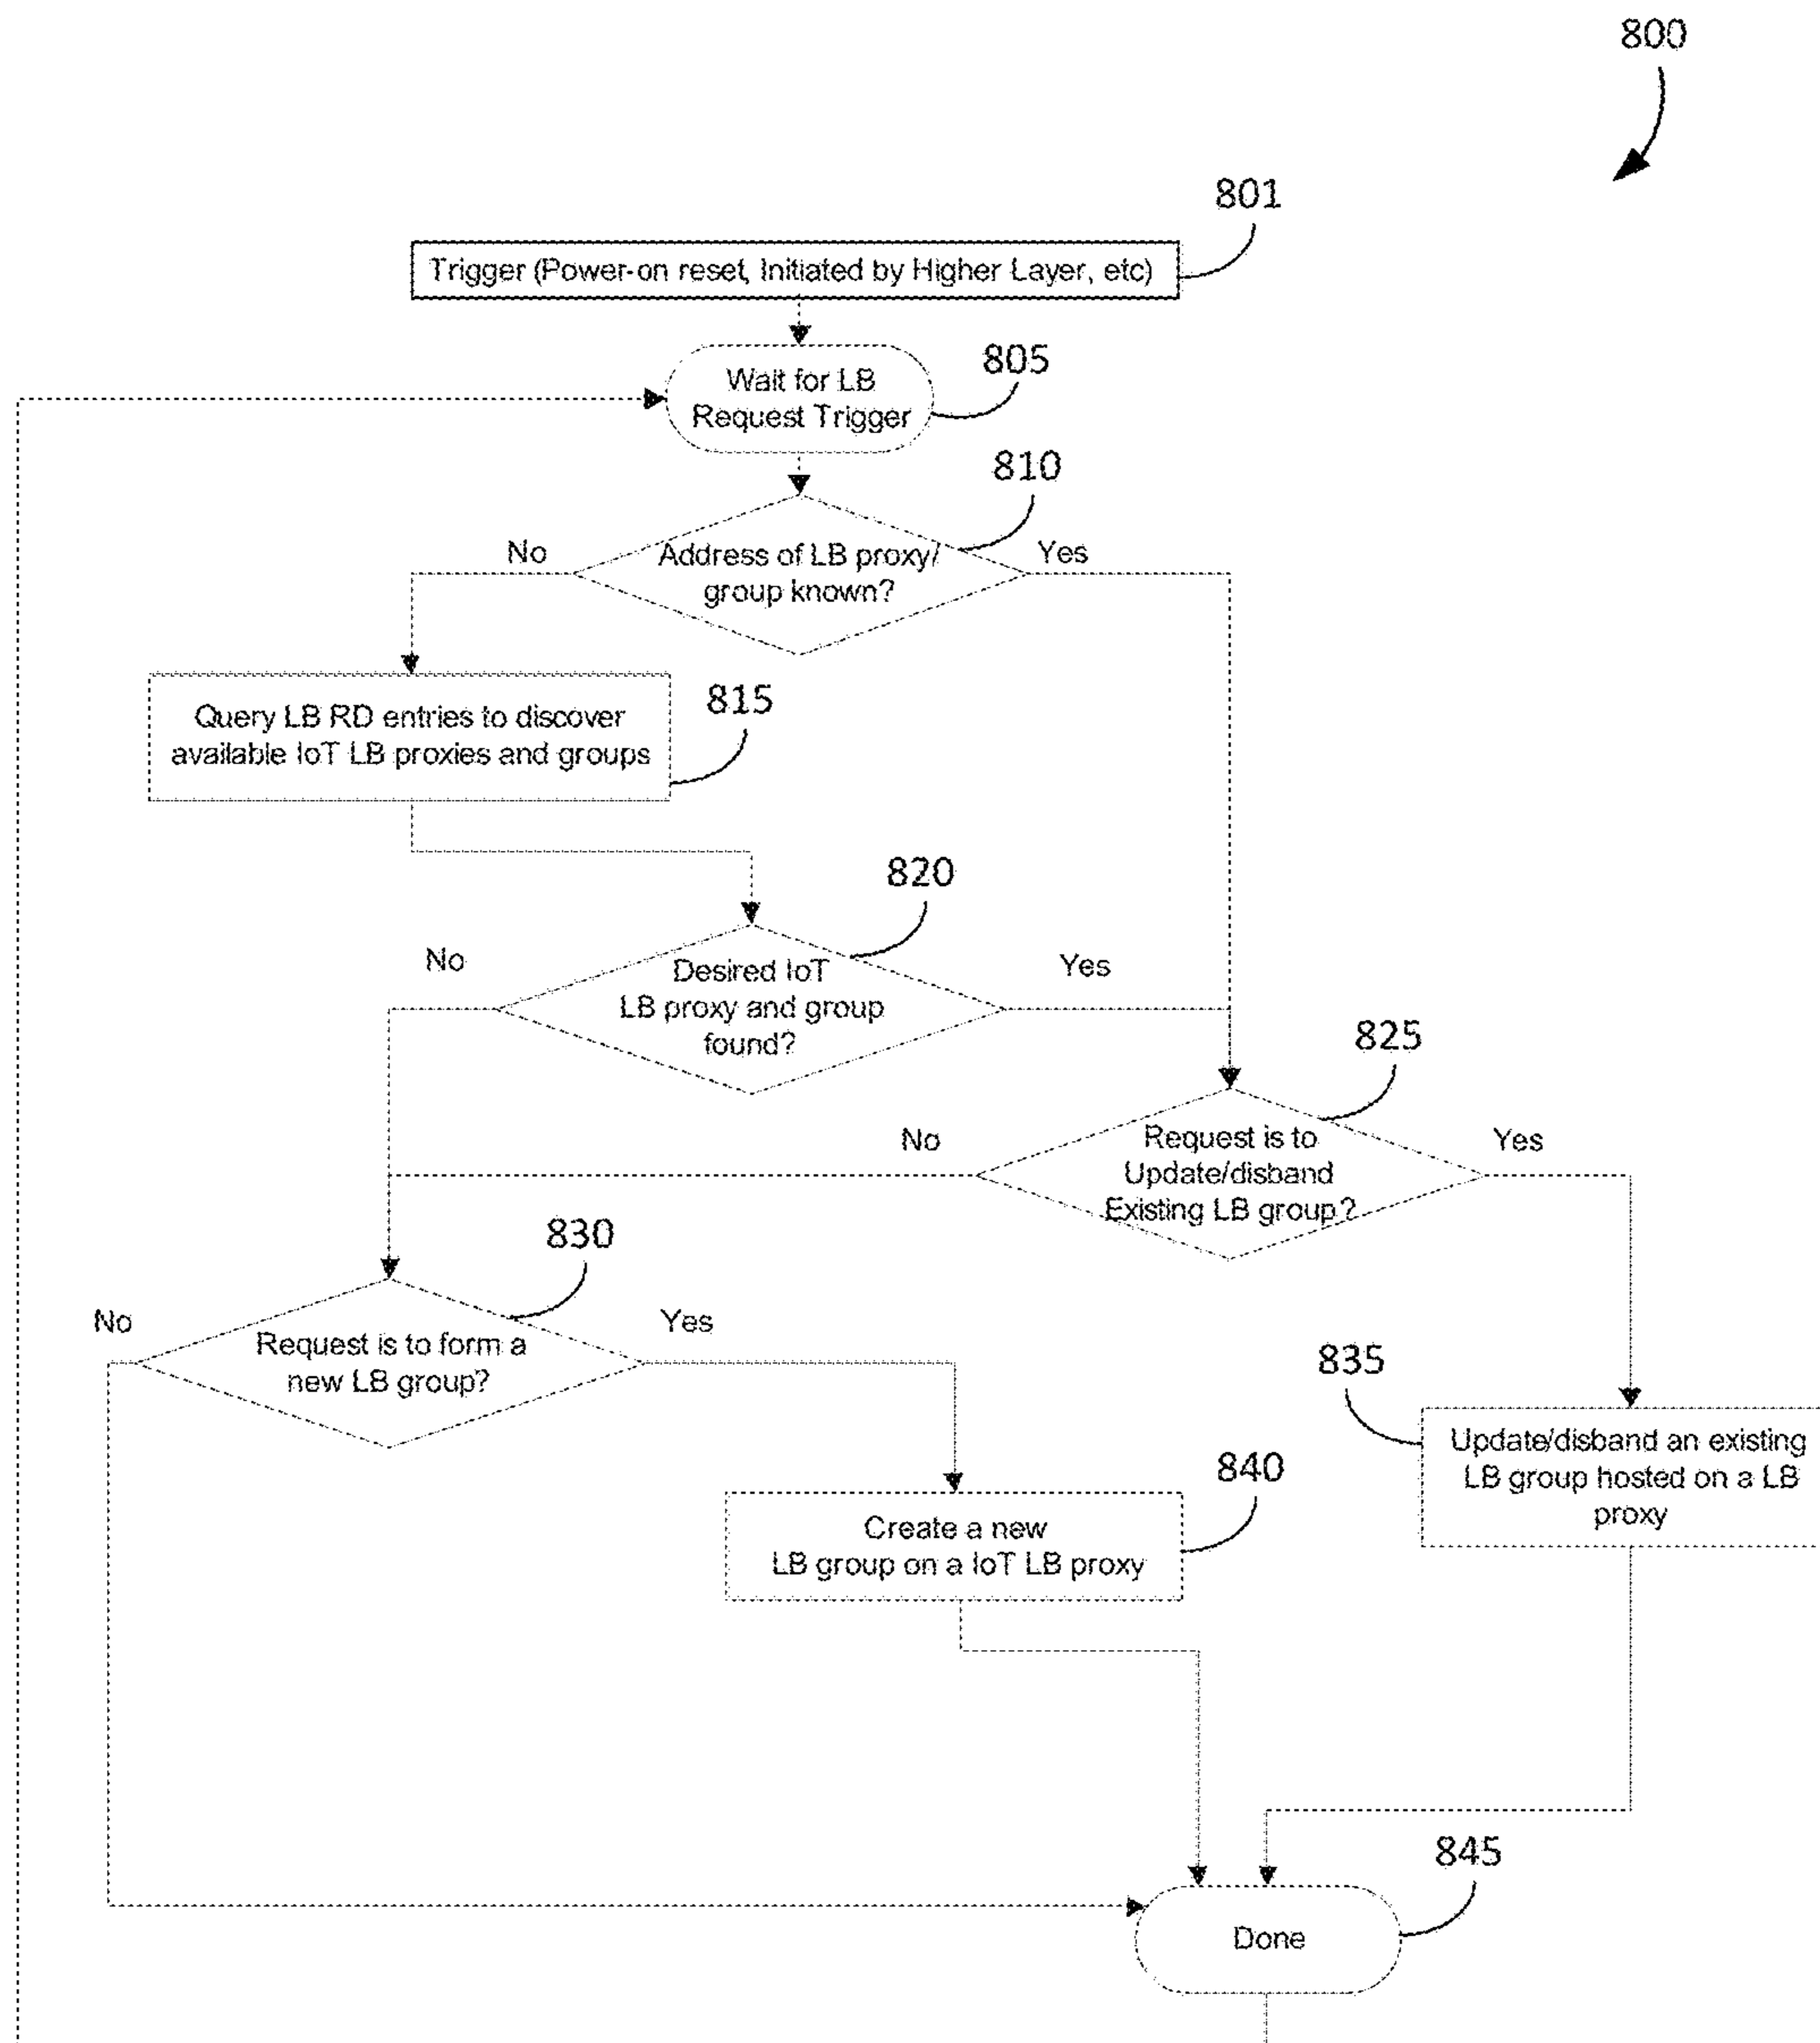 800
801
Trigger (Power-on reset, Initiated by Higher Layer, etc)
805
Wait for LB
Request Trigger
810
No
Yes
Address of LB proxy/
group known?
815
Query LB RD entries to discover
available IoT LB proxies and groups
820
No
Yes
Desired IoT
LB proxy and group
found?
825
No
Yes
Request is to
Update/disband
Existing LB group?
830
No
Yes
Request is to form a
new LB group?
835
Update/disband an existing
LB group hosted on a LB
proxy
840
Create a new
LB group on a IoT LB proxy
845
Done